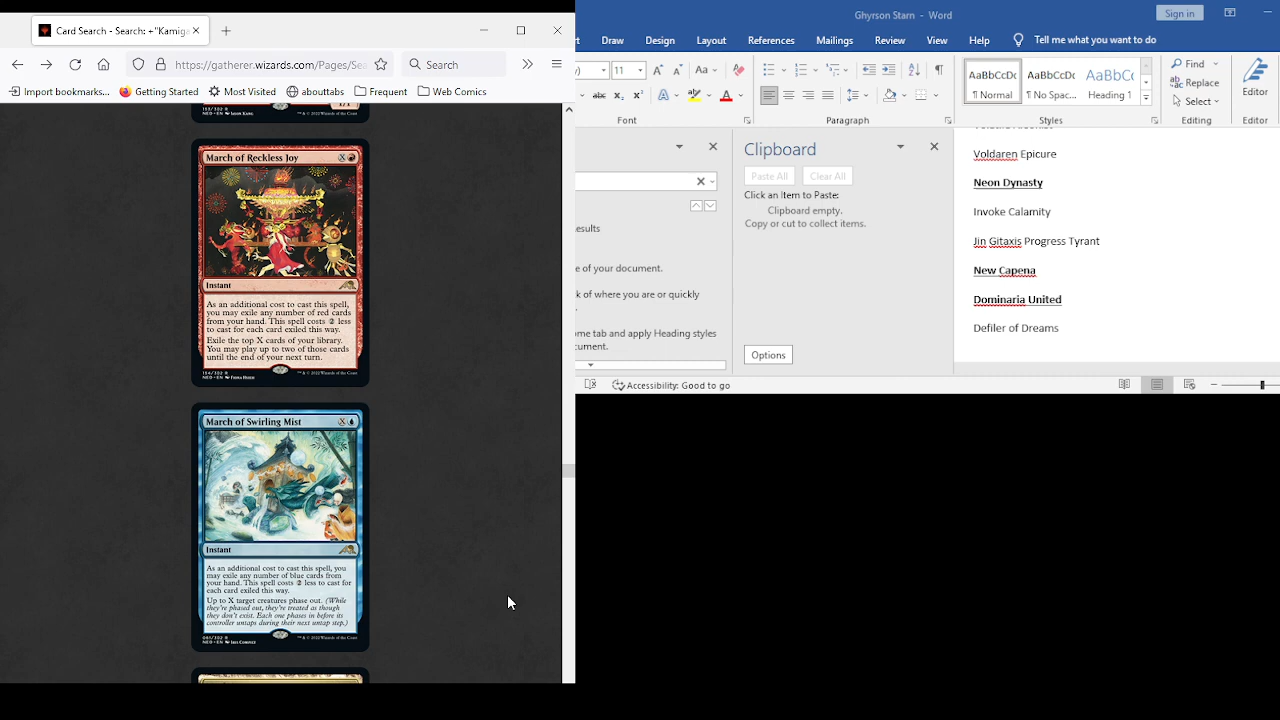 Card Search - Search: +"Kamiga
https://gatherer.wizards.com/Pages/Sea
Search
Import bookmarks...
Getting Started
Most Visited
abouttabs
Frequent
Web Comics
March of Reckless Joy
X
Instant
As an additional cost to cast this spell,
you may exile any number of red cards
from your hand. This spell costs 2 less
to cast for each card exiled this way.
Exile the top X cards of your library.
You may play up to two of those cards
until the end of your next turn.
March of Swirling Mist
X
Instant
As an additional cost to cast this spell, you
may exile any number of blue cards from
your hand. This spell costs 2 less to cast for
each card exiled this way.
Up to X target creatures phase out. (While
they're phased out, they're treated as though
they don't exist. Each one phases in before its
controller untaps during their next untap step.)
Ghyrson Starn - Word
Sign in
Draw
Design
Layout
References
Mailings
Review
View
Help
Tell me what you want to do
11
Aa
abc
Font
Paragraph
AaBbCcDc
¶ Normal
AaBbCcDc
¶ No Spac...
AaBbC
Heading 1
Styles
Find
Replace
Select
Editing
Editor
Editor
esults
e of your document.
k of where you are or quickly
ome tab and apply Heading styles
cument.
Clipboard
Paste All
Clear All
Click an Item to Paste:
Clipboard empty.
Copy or cut to collect items.
Options
Voldaren Epicure
Neon Dynasty
Invoke Calamity
Jin Gitaxis Progress Tyrant
New Capena
Dominaria United
Defiler of Dreams
Accessibility: Good to go